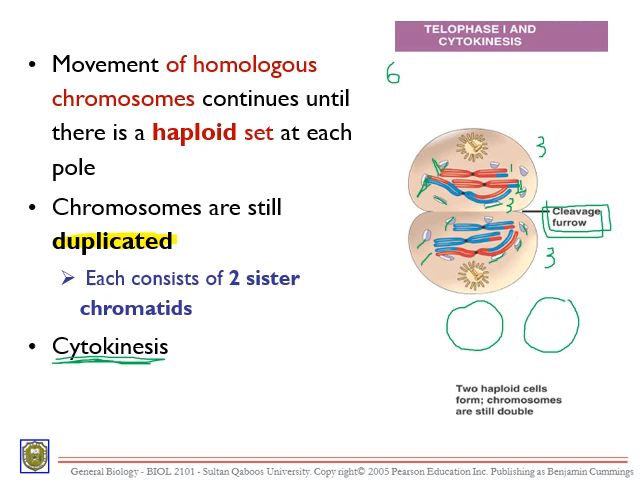 TELOPHASE I AND
CYTOKINESIS
• Movement of homologous
chromosomes continues until
there is a haploid set at each
pole
• Chromosomes are still
duplicated
➢ Each consists of 2 sister
chromatids
• Cytokinesis
6
3
3
Cleavage
furrow
3
Two haploid cells
form; chromosomes
are still double
General Biology - BIOL 2101 - Sultan Qaboos University. Copyright© 2005 Pearson Education Inc. Publishing as Benjamin Cummings